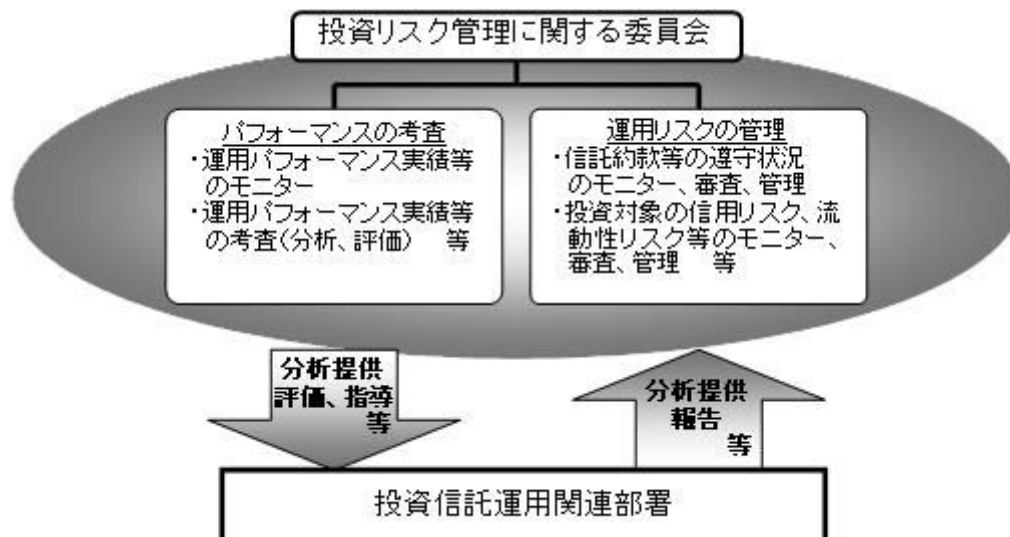 投資リスク管理に関する委員会
パフォーマンスの考査
・運用パフォーマンス実績等
のモニター
・運用パフォーマンス実績等
の考査(分析、評価) 等
運用リスクの管理
・信託約款等の遵守状況
のモニター、審査、管理
・投資対象の信用リスク、流
動性リスク等のモニター、
審査、管理 等
分析提供
評価、指導
等
分析提供
報告
等
投資信託運用関連部署